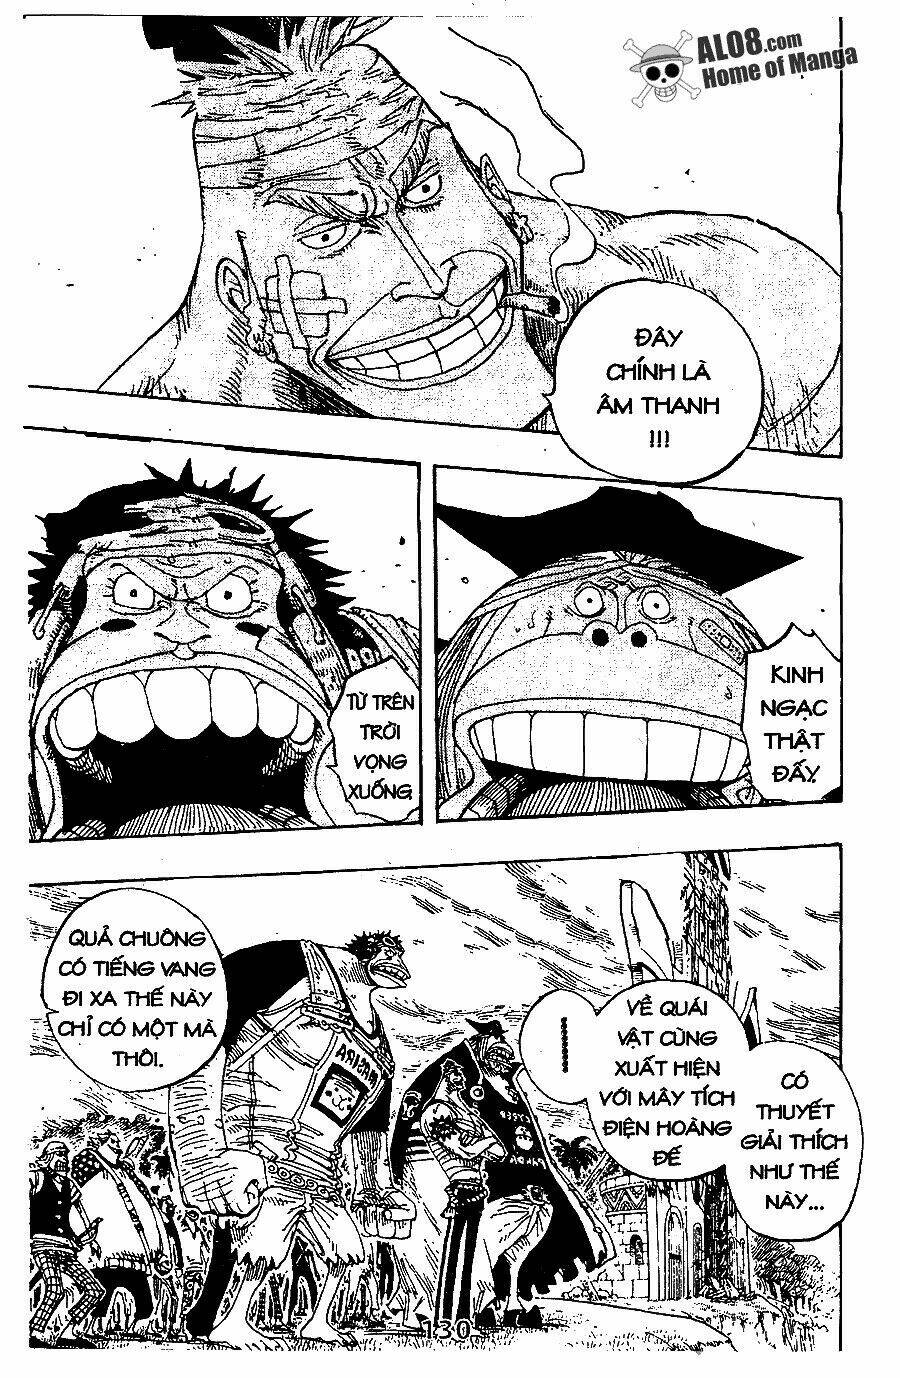 AL08.com
Home of Manga
ĐÂY
CHÍNH LÀ
ÂM THANH
!!!
TỪ TRÊN
TRỜI
VỌNG
XUỐNG.
KINH
NGẠC
THẬT
ĐẤY.
QUẢ CHUÔNG
CÓ TIẾNG VANG
ĐI XA THẾ NÀY
CHỈ CÓ MỘT MÀ
THÔI.
CÓ
THUYẾT
GIẢI THÍCH
NHƯ THẾ
NÀY...
VỀ QUÁI
VẬT CÙNG
XUẤT HIỆN
VỚI MÂY TÍCH
ĐIỆN HOÀNG
ĐẾ
130